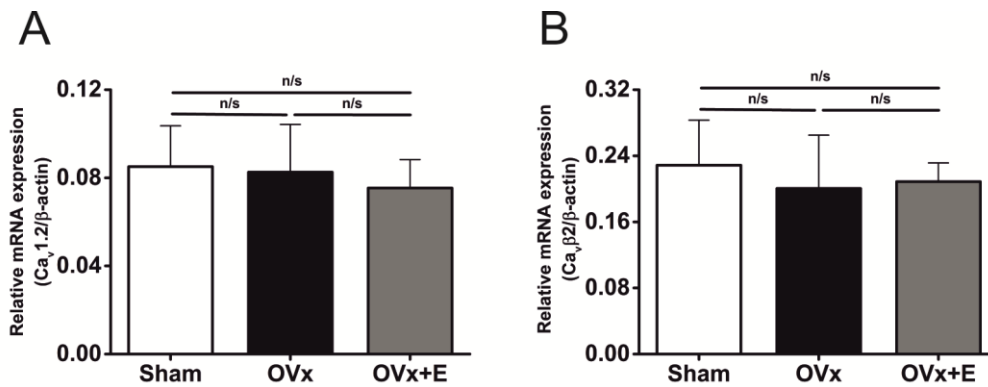 A
Relative mRNA expression
(Caᵥ1.2/β-actin)
0.12
0.08
0.04
0.00
n/s
n/s
n/s
Sham
OVx
OVx+E
B
Relative mRNA expression
(Caᵥβ2/β-actin)
0.32
0.24
0.16
0.08
0.00
n/s
n/s
n/s
Sham
OVx
OVx+E